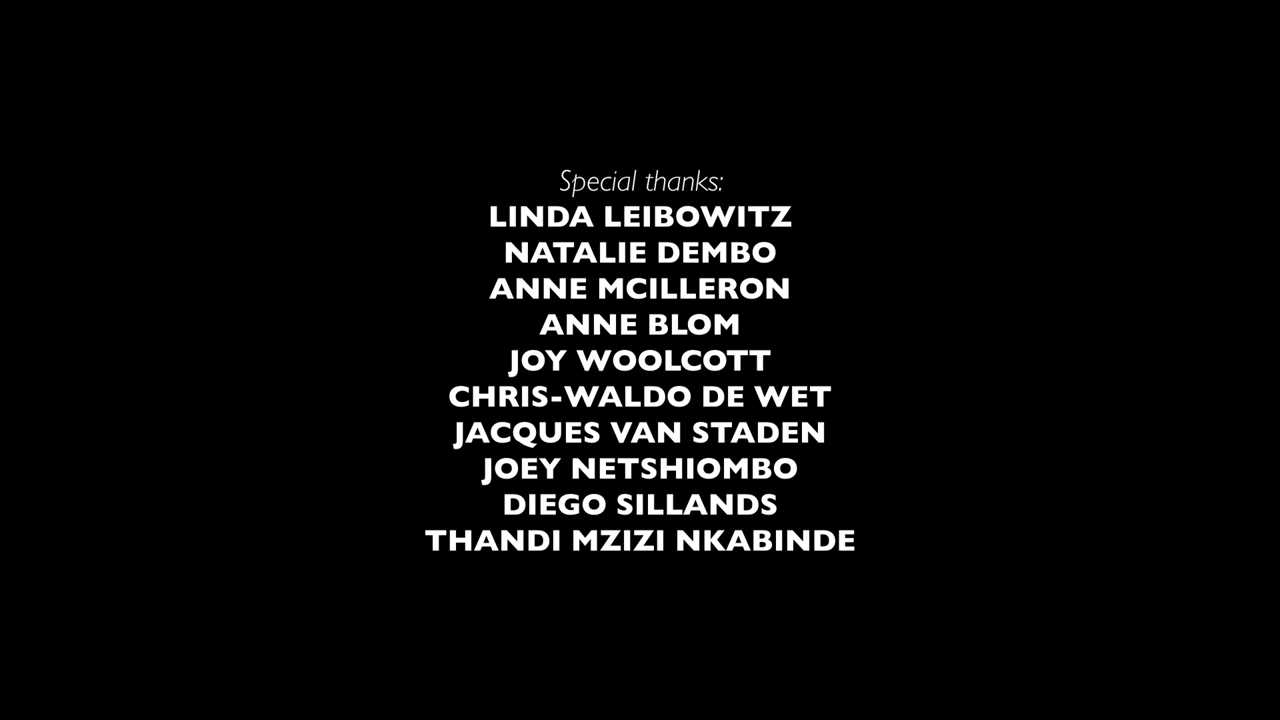 Special thanks:
LINDA LEIBOWITZ
NATALIE DEMBO
ANNE MCILLERON
ANNE BLOM
JOY WOOLCOTT
CHRIS-WALDO DE WET
JACQUES VAN STADEN
JOEY NETSHIOMBO
DIEGO SILLANDS
THANDI MZIZI NKABINDE